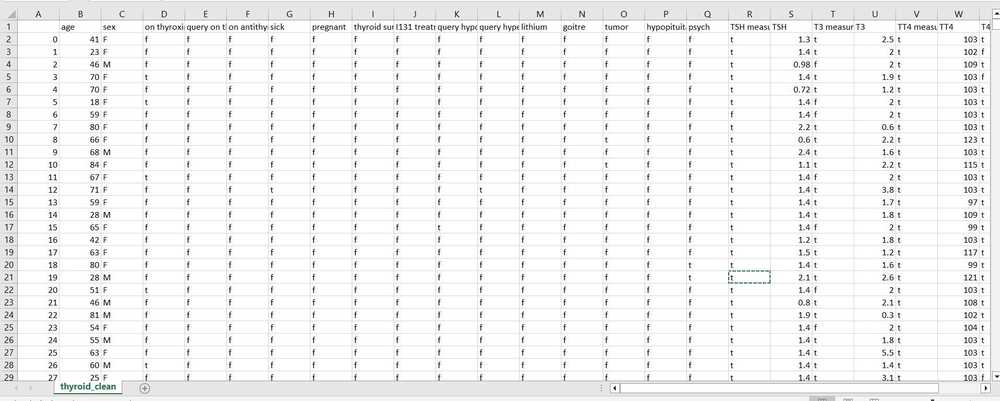 A B C D E F G H I J K L M N O P Q R S T U V W
1 age sex on thyroxi query on t on antithy sick pregnant thyroid sur I131 treatr query hypo query hype lithium goitre tumor hypopituita psych TSH measu TSH T3 measur T3 TT4 measu TT4 T4
2 0 41 F f f f f f f f f f f f f f f t 1.3 t 2.5 t 103 t
3 1 23 F f f f f f f f f f f f f f f t 1.4 t 2 t 102 f
4 2 46 M f f f f f f f f f f f f f f t 0.98 f 2 t 109 t
5 3 70 F t f f f f f f f f f f f f f t 1.4 t 1.9 t 103 f
6 4 70 F f f f f f f f f f f f f f f t 0.72 t 1.2 t 103 t
7 5 18 F t f f f f f f f f f f f f f t 1.4 f 2 t 103 t
8 6 59 F f f f f f f f f f f f f f f f 1.4 f 2 t 103 t
9 7 80 F f f f f f f f f f f f f f f t 2.2 t 0.6 t 103 t
10 8 66 F f f f f f f f f f f f t f f t 0.6 t 2.2 t 123 t
11 9 68 M f f f f f f f f f f f f f f t 2.4 t 1.6 t 103 t
12 10 84 F f f f f f f f f f f f t f f t 1.1 t 2.2 t 115 t
13 11 67 F t f f f f f f f f f f f f f t 1.4 f 2 t 103 t
14 12 71 F f f f t f f f f t f f f f f t 1.4 t 3.8 t 103 t
15 13 59 F f f f f f f f f f f f f f f t 1.4 t 1.7 t 97 t
16 14 28 M f f f f f f f f f f f f f f t 1.4 t 1.8 t 109 t
17 15 65 F f f f f f f f t f f f f f f t 1.4 f 2 t 99 t
18 16 42 F f f f f f f f f f f f f f f t 1.2 t 1.8 t 103 t
19 17 63 F f f f f f f f f f f f f f f t 1.5 t 1.2 t 117 t
20 18 80 F f f f f f f f f f f f f f t t 1.4 t 1.6 t 99 t
21 19 28 M f f f f f f f f f f f f f t t 2.1 t 2.6 t 121 t
22 20 51 F t f f f f f f f f f f f f f t 1.4 f 2 t 103 t
23 21 46 M f f f f f f f f f f f f f f t 0.8 t 2.1 t 108 t
24 22 81 M f f f f f f f f f f f f f f t 1.9 t 0.3 t 102 t
25 23 54 F f f f f f f f f f f f f f f t 1.4 f 2 t 104 t
26 24 55 M f f f f f f f f f f f f f f t 1.4 t 1.8 t 103 t
27 25 63 F f f f f f f f f f f f f f f t 1.4 t 5.5 t 103 t
28 26 60 M t f f f f f f f f f f f f f t 1.4 t 1.4 t 103 t
29 27 25 F f f f f f f f f f f f f f f t 1.4 t 3.1 t 103 f
thyroid_clean